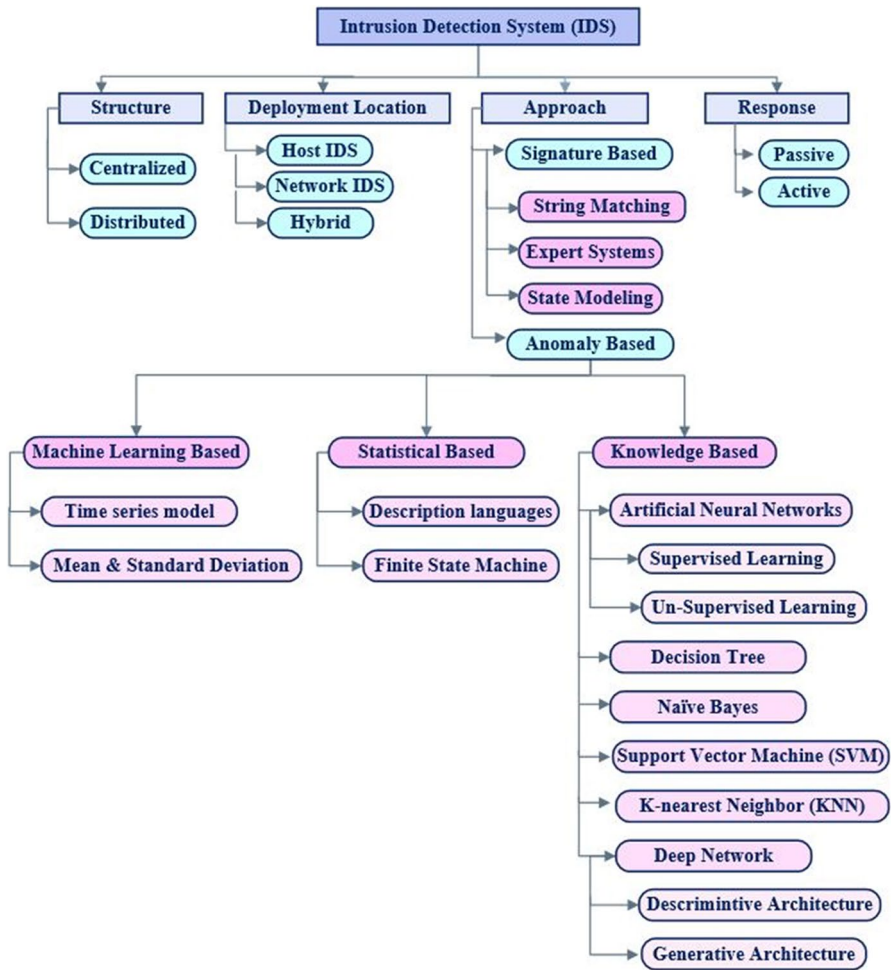 Intrusion Detection System (IDS)
Structure
Centralized
Distributed
Deployment Location
Host IDS
Network IDS
Hybrid
Approach
Signature Based
String Matching
Expert Systems
State Modeling
Anomaly Based
Response
Passive
Active
Machine Learning Based
Time series model
Mean & Standard Deviation
Statistical Based
Description languages
Finite State Machine
Knowledge Based
Artificial Neural Networks
Supervised Learning
Un-Supervised Learning
Decision Tree
Naïve Bayes
Support Vector Machine (SVM)
K-nearest Neighbor (KNN)
Deep Network
Descrimintive Architecture
Generative Architecture